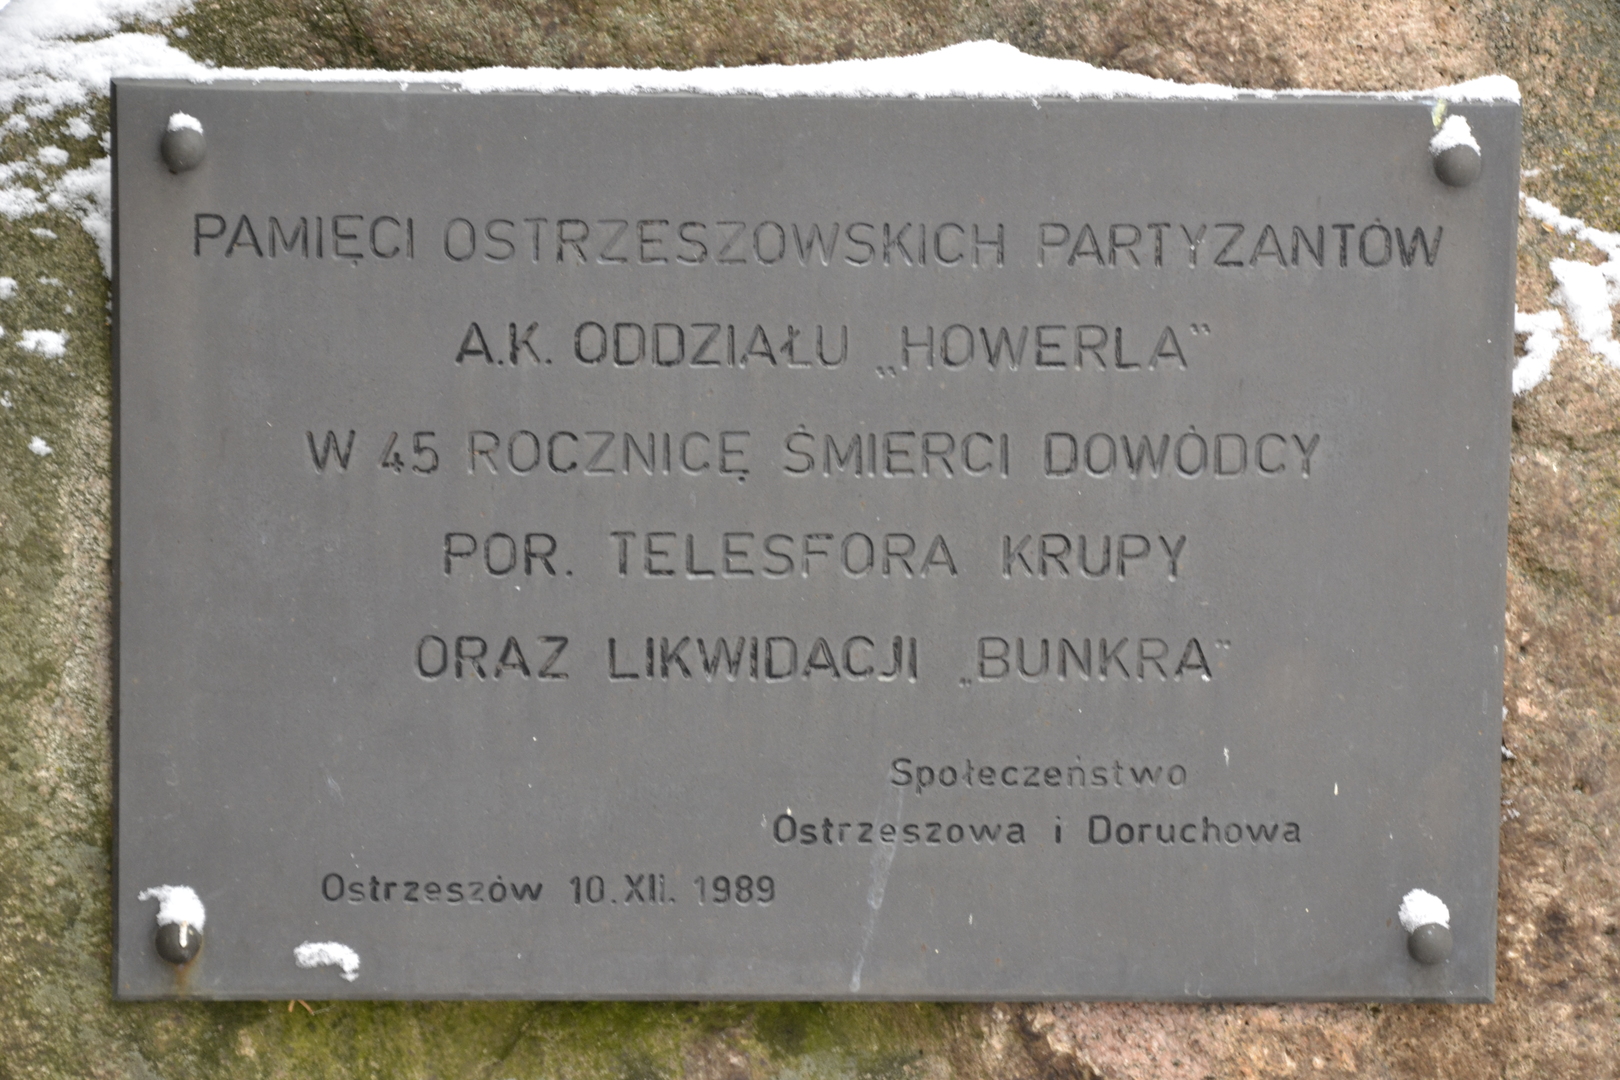 PAMIĘCI OSTRZESZOWSKICH PARTYZANTÓW
A.K. ODDZIAŁU „HOWERLA"
W 45 ROCZNICĘ ŚMIERCI DOWÓDCY
POR. TELESFORA KRUPY
ORAZ LIKWIDACJI „BUNKRA"
Społeczeństwo
Ostrzeszowa i Doruchowa
Ostrzeszów 10.XII. 1989